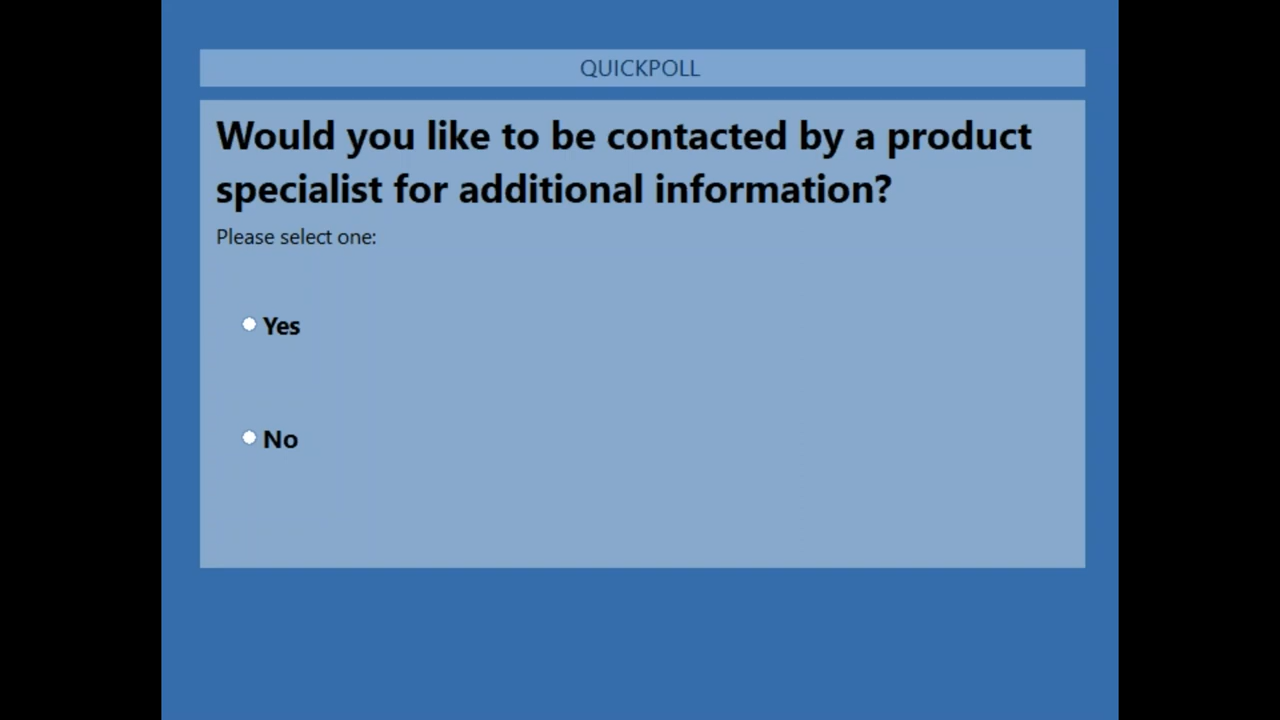 QUICKPOLL
Would you like to be contacted by a product
specialist for additional information?
Please select one:
Yes
No